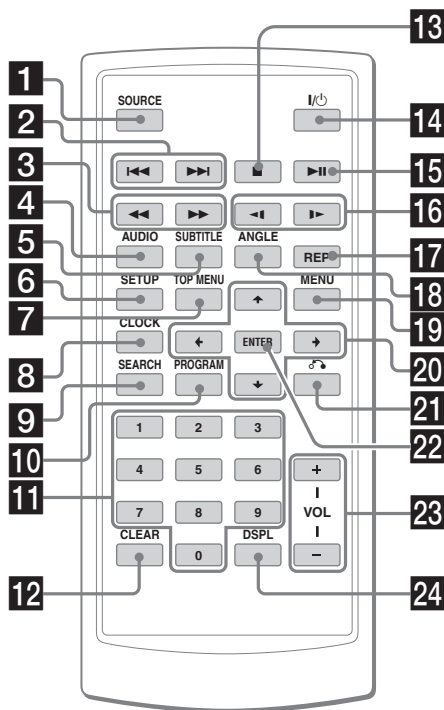 1
SOURCE
I/⏻
13
14
2
3
15
16
4
AUDIO
SUBTITLE
ANGLE
REP
17
5
18
6
SETUP
TOP MENU
MENU
19
7
8
CLOCK
ENTER
20
9
SEARCH
PROGRAM
21
10
22
11
1 2 3
4 5 6
7 8 9
0
+
VOL
−
23
12
CLEAR
DSPL
24